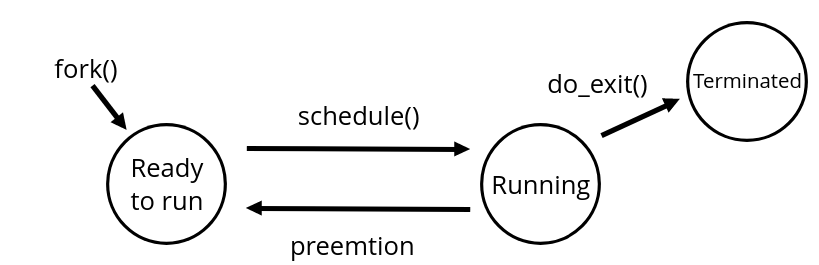 fork()
schedule()
do_exit()
Terminated
Ready
to run
Running
preemtion